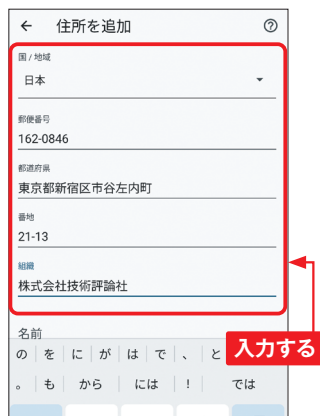 ← 住所を追加
国 / 地域
日本
郵便番号
162-0846
都道府県
東京都新宿区市谷左内町
番地
21-13
組織
株式会社技術評論社
入力する
名前
の を に が は で 、 と
。 も から には ! では